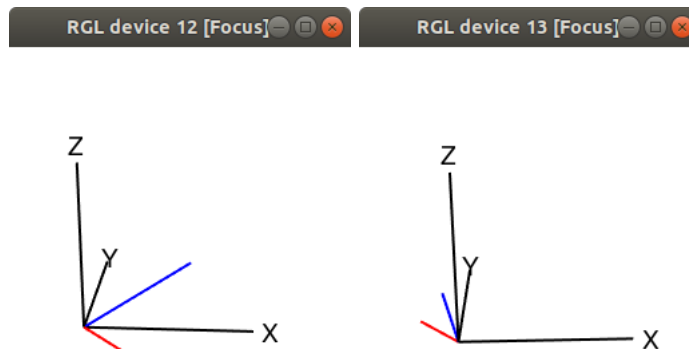 RGL device 12 [Focus]
Z
Y
X
RGL device 13 [Focus]
Z
Y
X